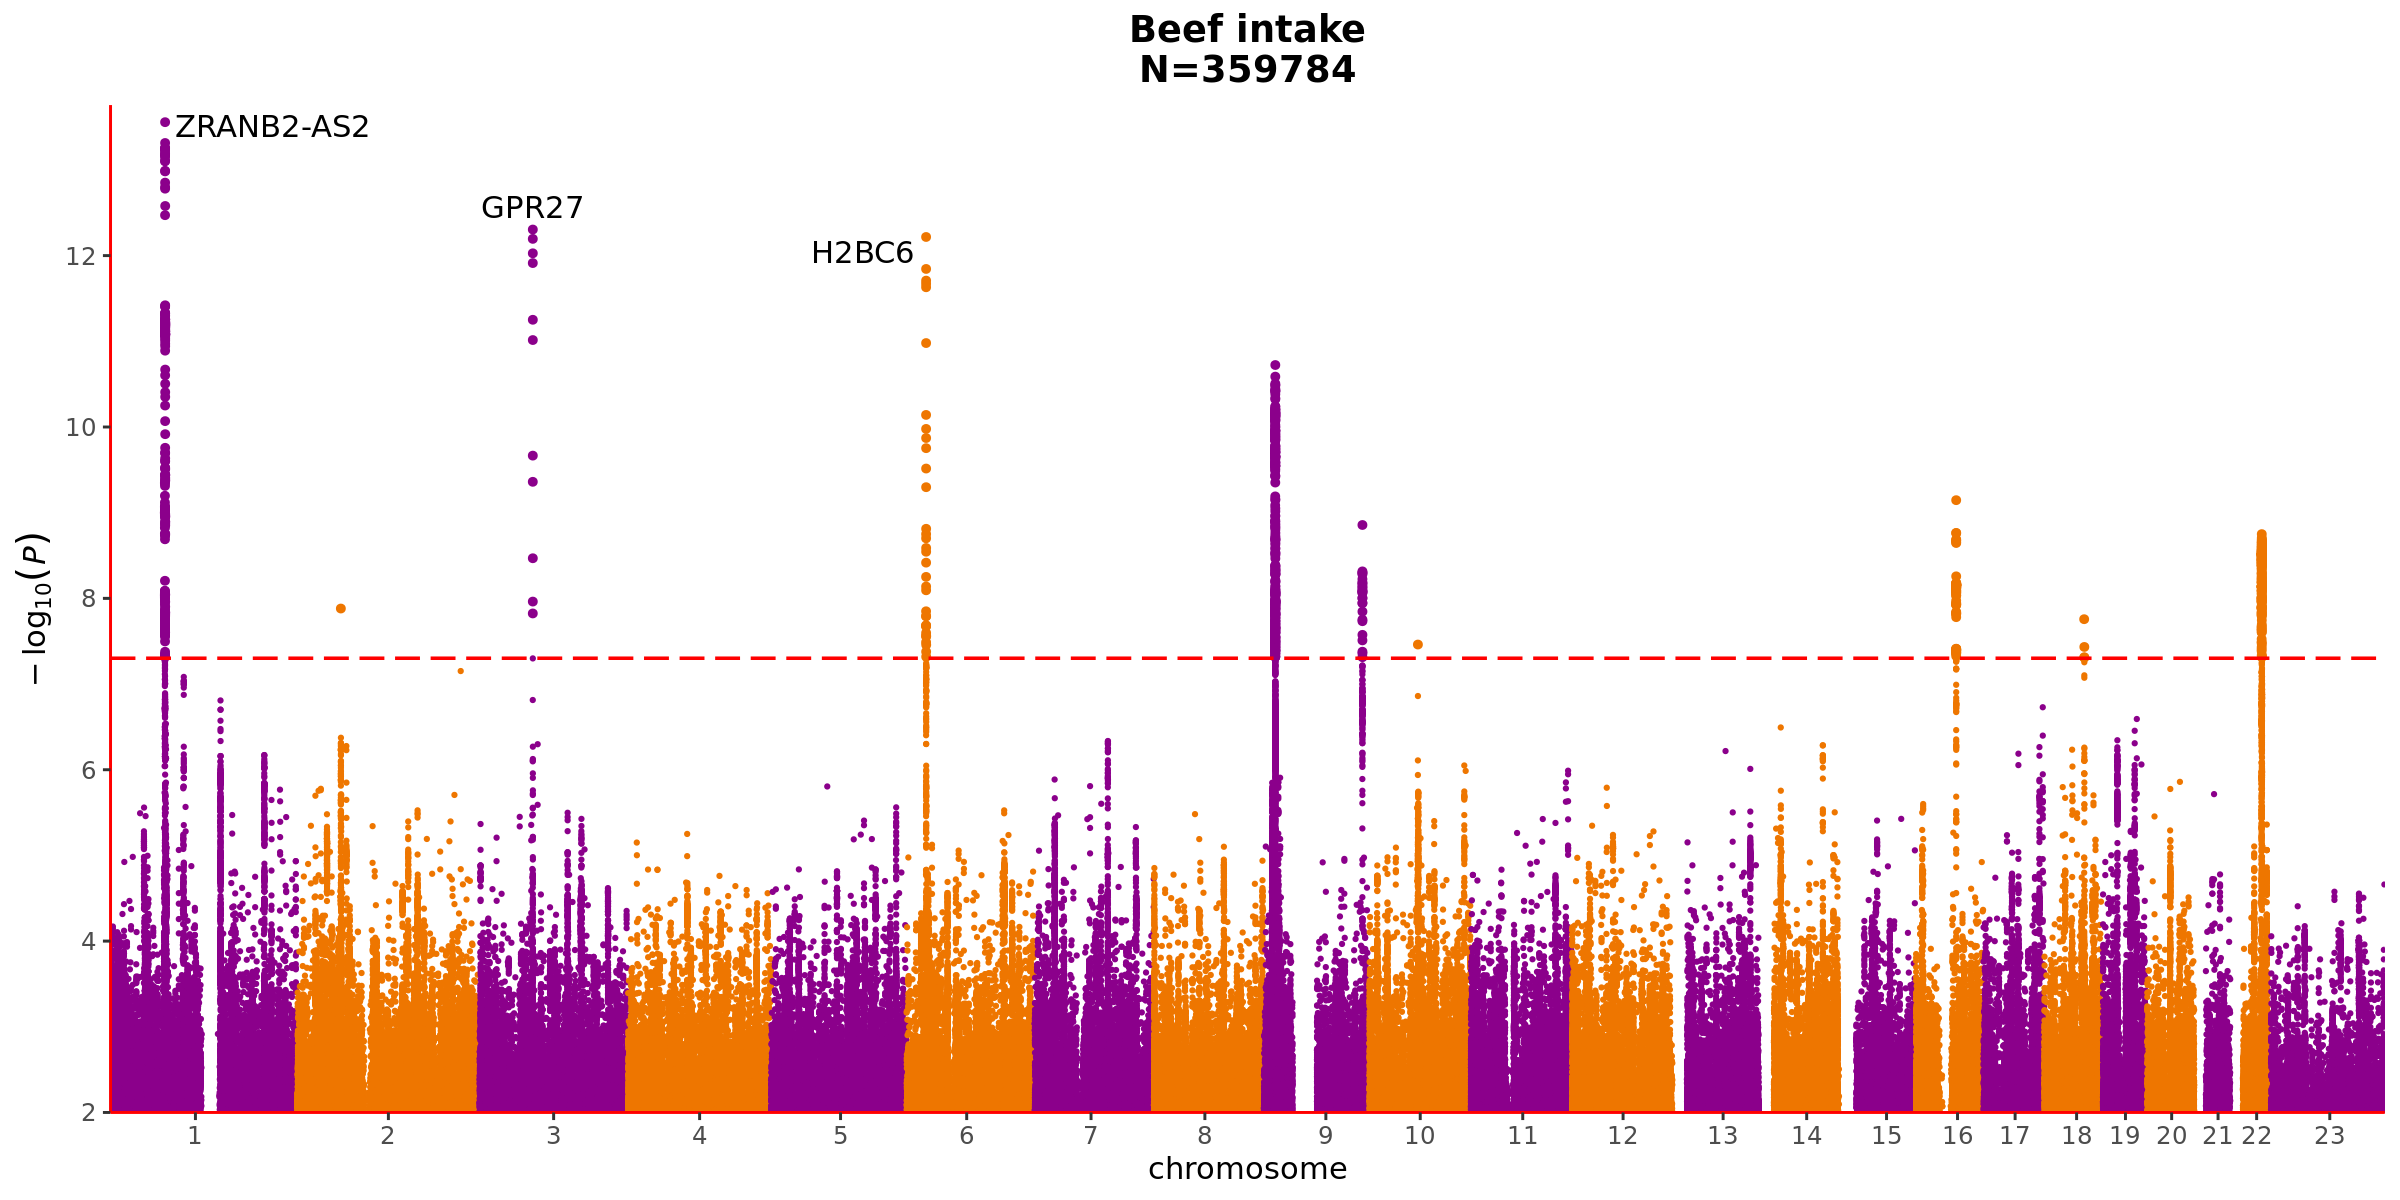 Beef intake
N=359784
ZRANB2-AS2
GPR27
H2BC6
12
10
8
6
4
2
−log10(P)
1 2 3 4 5 6 7 8 9 10 11 12 13 14 15 16 17 18 19 20 21 22 23
chromosome